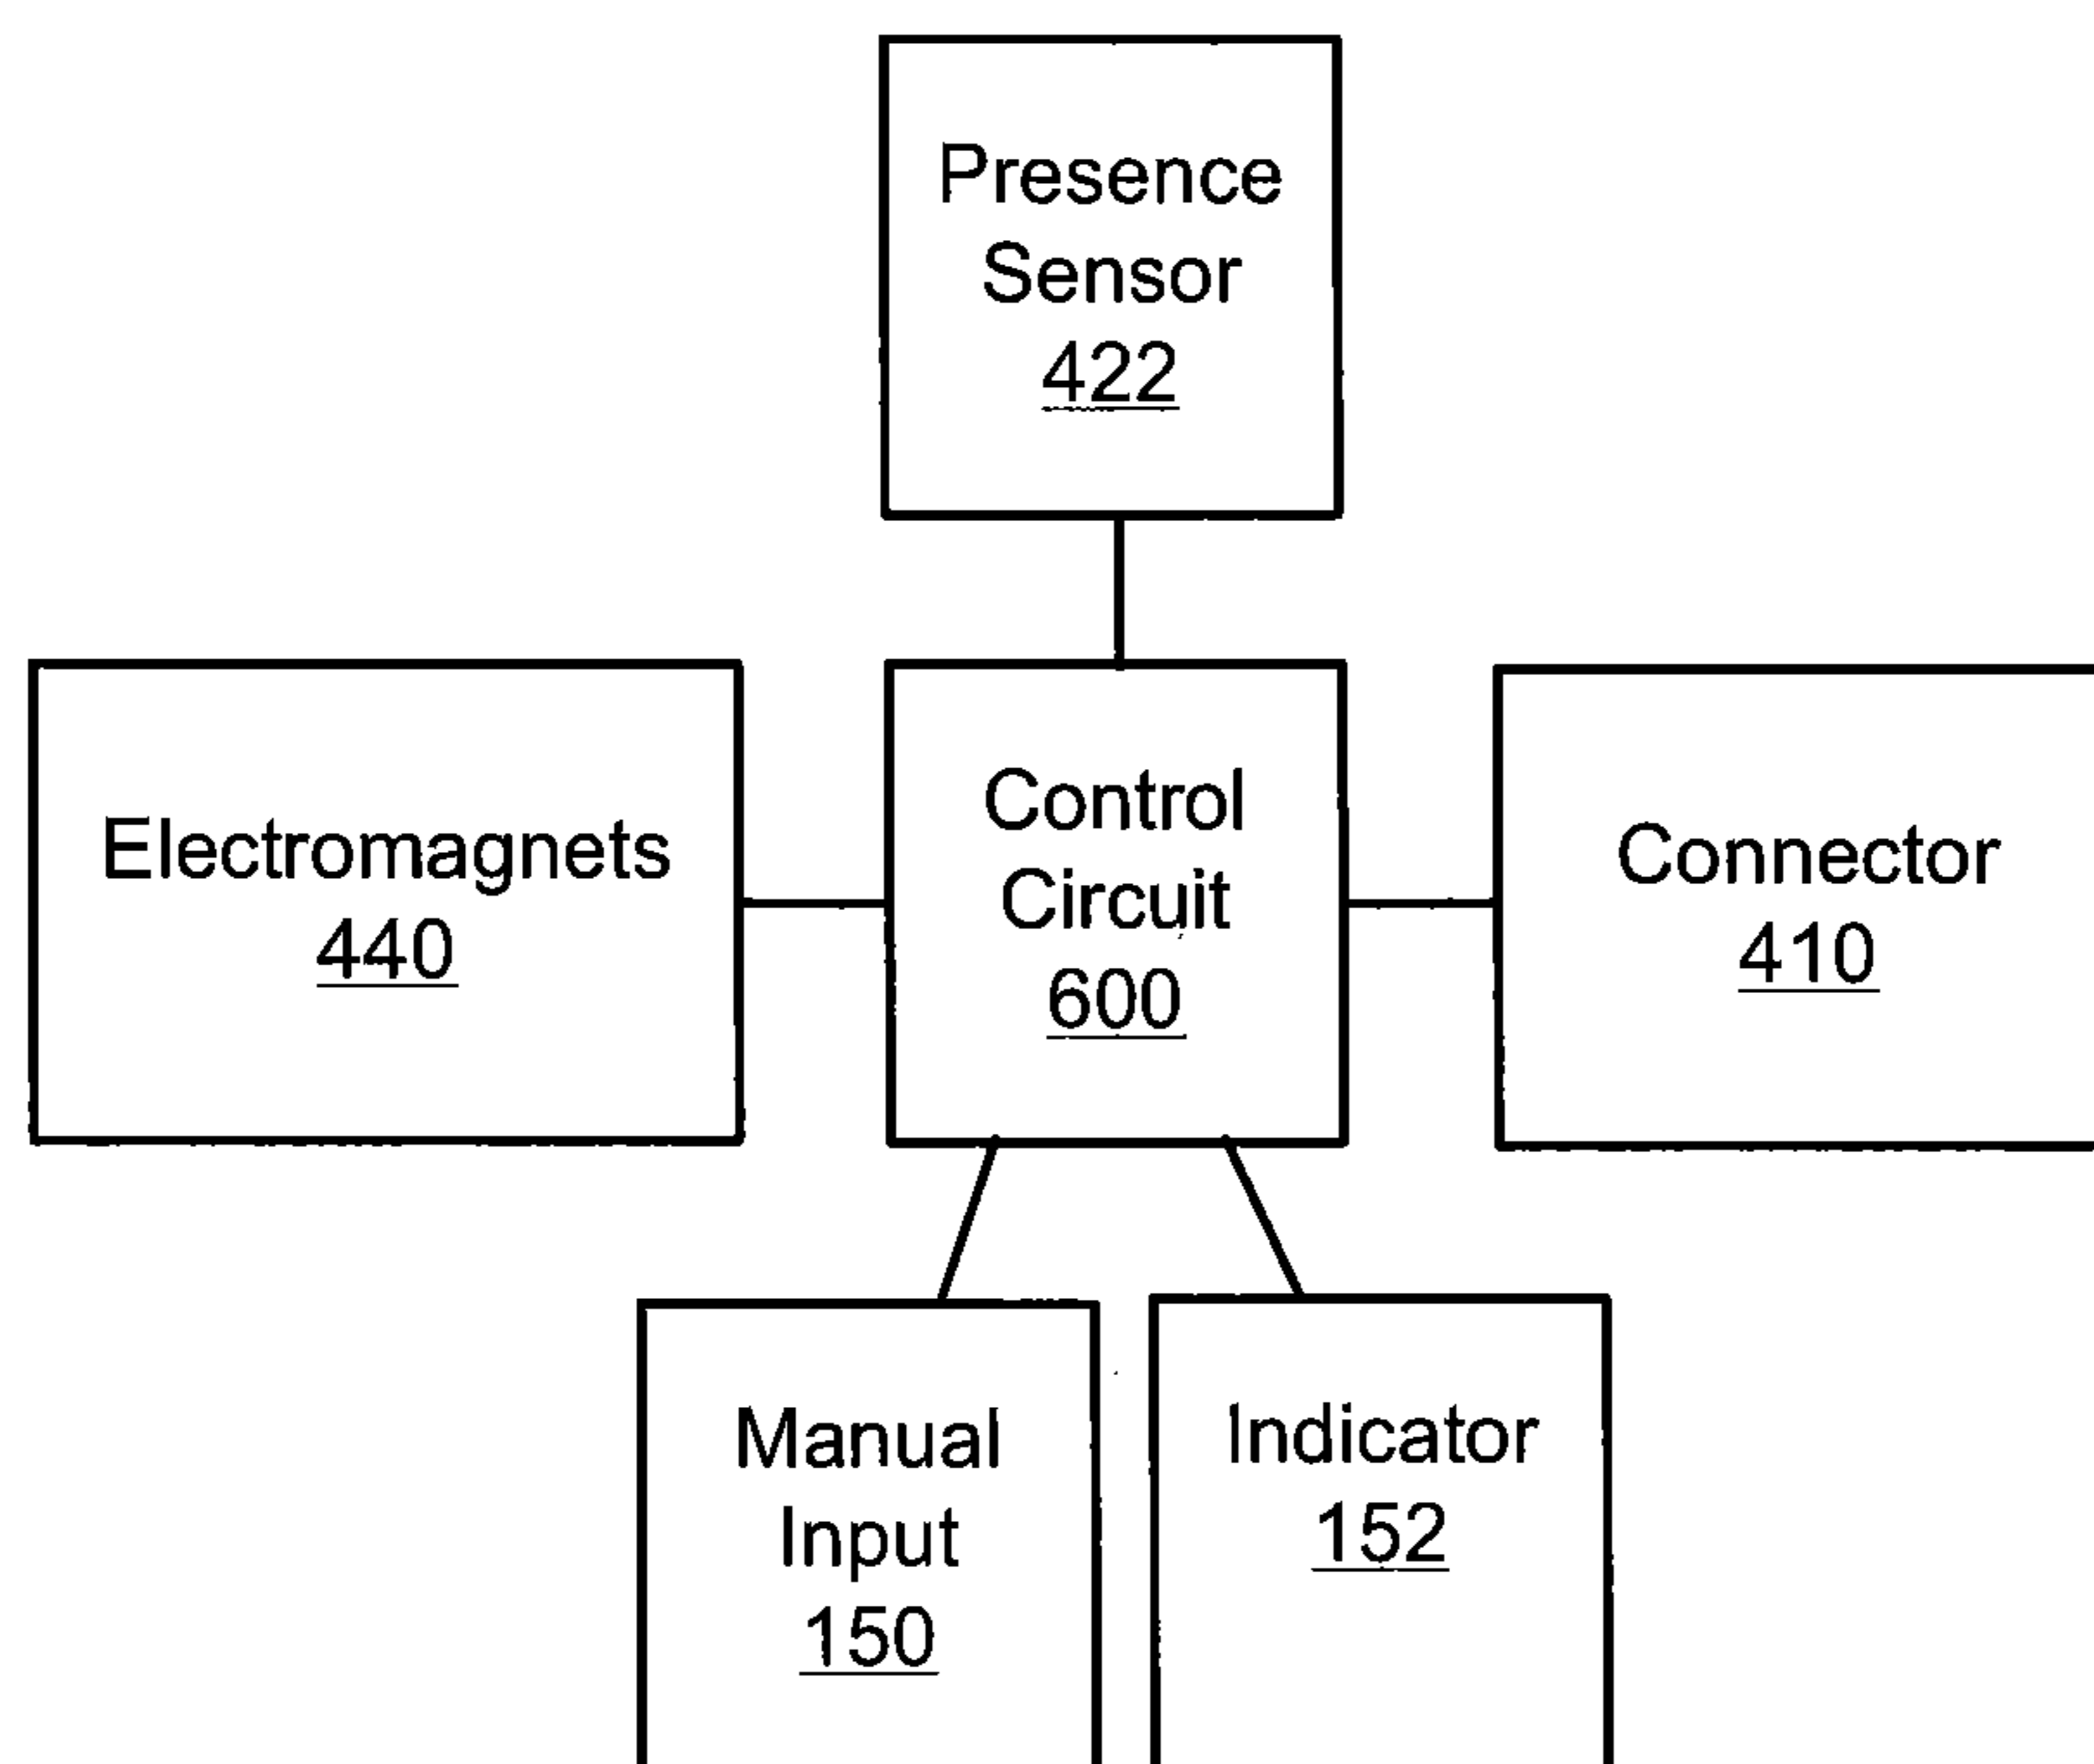 Presence
Sensor
422
Electromagnets
440
Control
Circuit
600
Connector
410
Manual
Input
150
Indicator
152